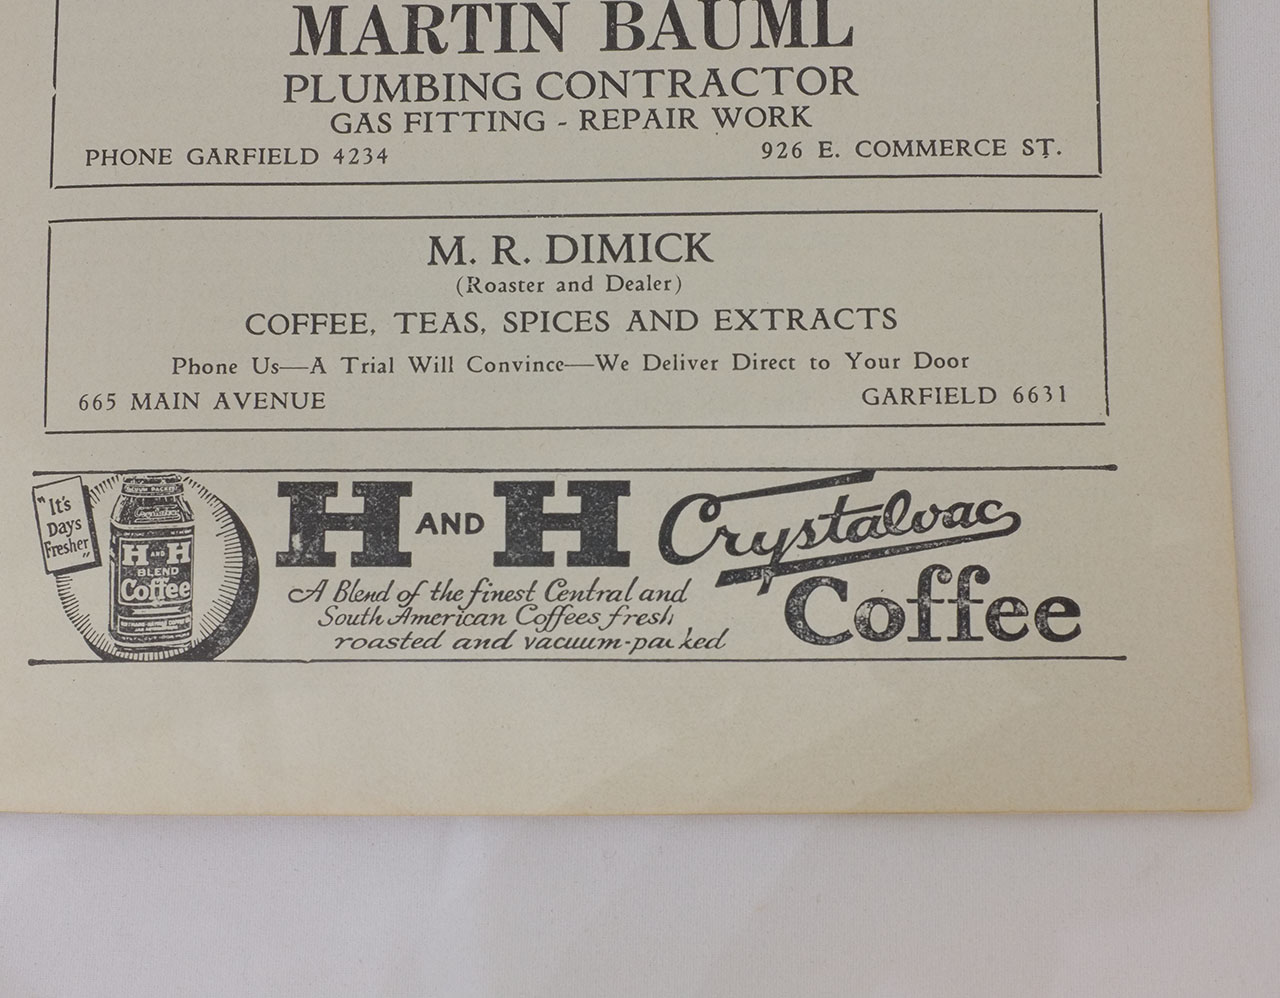 MARTIN BAUML
PLUMBING CONTRACTOR
GAS FITTING - REPAIR WORK
PHONE GARFIELD 4234 926 E. COMMERCE ST.
M. R. DIMICK
(Roaster and Dealer)
COFFEE, TEAS, SPICES AND EXTRACTS
Phone Us—A Trial Will Convince—We Deliver Direct to Your Door
665 MAIN AVENUE GARFIELD 6631
"It's
Days
Fresher"
VACUUM PACKED
H AND H
BLEND
Coffee
H AND H Crystalvac
Coffee
A Blend of the finest Central and
South American Coffees, fresh
roasted and vacuum-packed